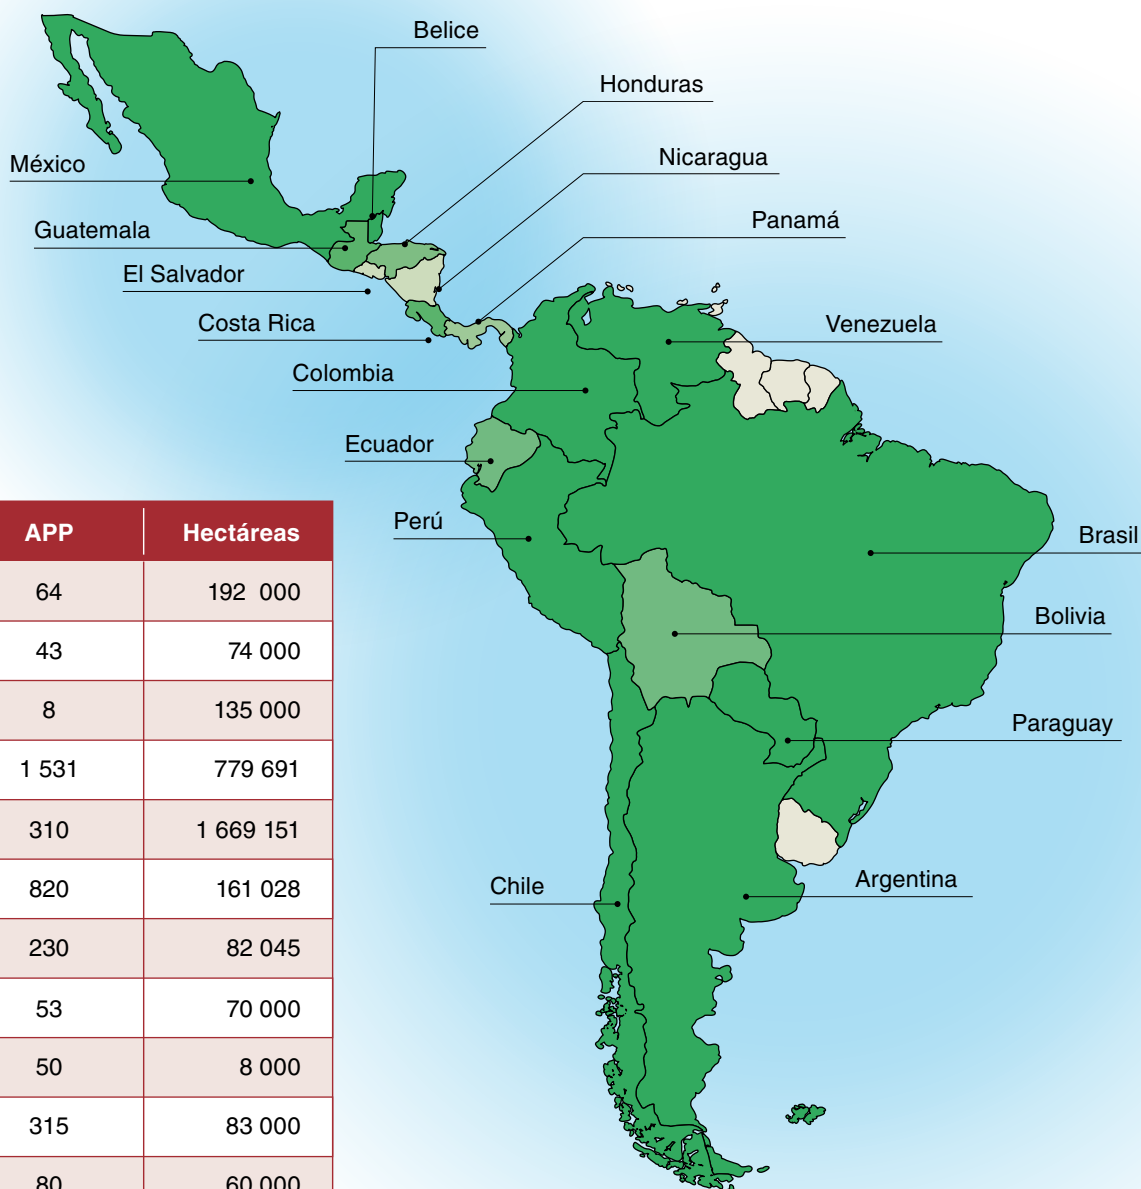 Belice
Honduras
Nicaragua
México
Panamá
Guatemala
El Salvador
Costa Rica
Venezuela
Colombia
Ecuador
Perú
Brasil
Bolivia
Paraguay
Chile
Argentina
APP Hectáreas
64 192 000
43 74 000
8 135 000
1 531 779 691
310 1 669 151
820 161 028
230 82 045
53 70 000
50 8 000
315 83 000
80 60 000